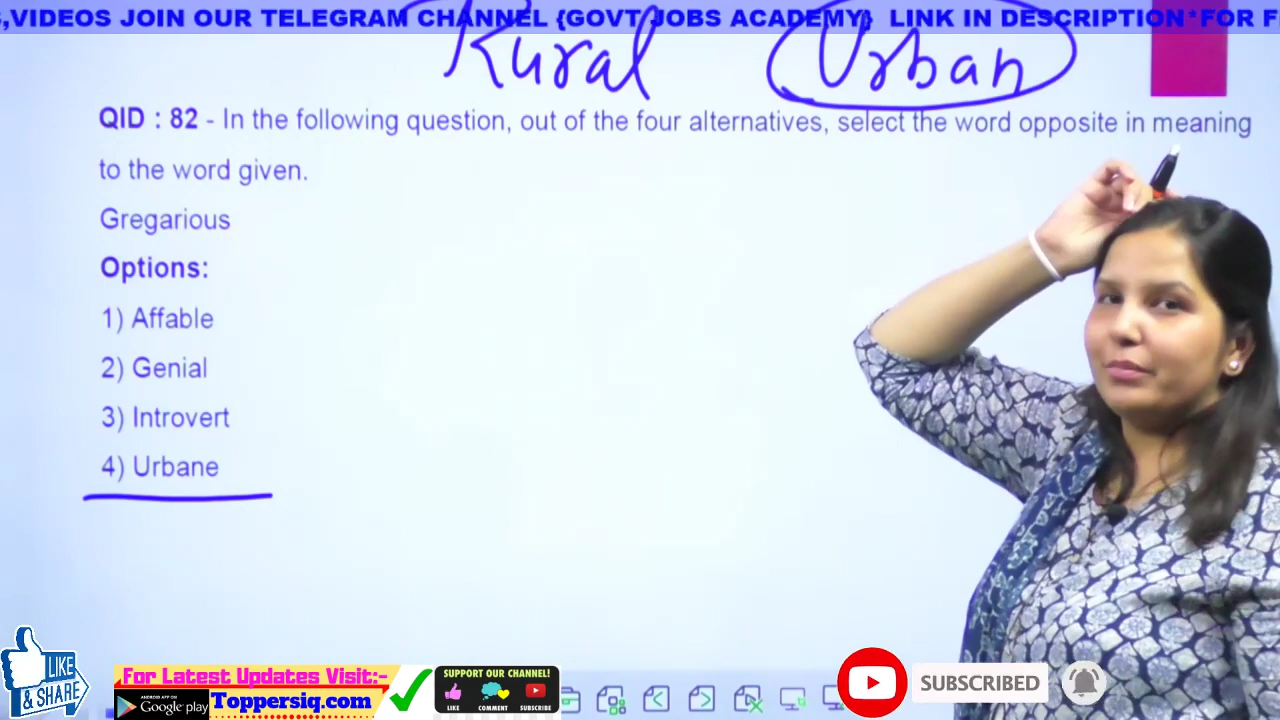 S,VIDEOS JOIN OUR TELEGRAM CHANNEL {GOVT JOBS ACADEMY} LINK IN DESCRIPTION*FOR F
Rural Urban
QID : 82 - In the following question, out of the four alternatives, select the word opposite in meaning
to the word given.
Gregarious
Options:
1) Affable
2) Genial
3) Introvert
4) Urbane
LIKE
& SHARE
For Latest Updates Visit:-
ANDROID APP ON
Google play
Toppersiq.com
SUPPORT OUR CHANNEL!
LIKE COMMENT SUBSCRIBE
SUBSCRIBED